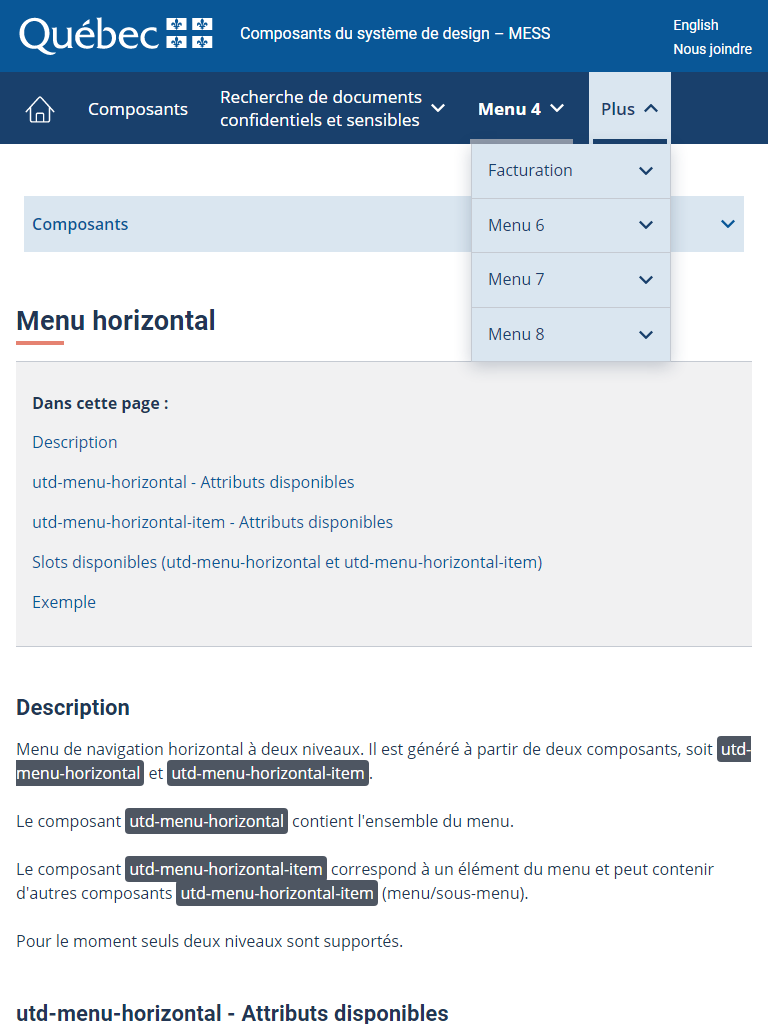 Québec
Composants du système de design – MESS
English
Nous joindre
Composants
Recherche de documents
confidentiels et sensibles
Menu 4
Plus
Facturation
Menu 6
Menu 7
Menu 8
Composants
Menu horizontal
Dans cette page :
Description
utd-menu-horizontal - Attributs disponibles
utd-menu-horizontal-item - Attributs disponibles
Slots disponibles (utd-menu-horizontal et utd-menu-horizontal-item)
Exemple
Description
Menu de navigation horizontal à deux niveaux. Il est généré à partir de deux composants, soit utd-
menu-horizontal et utd-menu-horizontal-item.
Le composant utd-menu-horizontal contient l'ensemble du menu.
Le composant utd-menu-horizontal-item correspond à un élément du menu et peut contenir
d'autres composants utd-menu-horizontal-item (menu/sous-menu).
Pour le moment seuls deux niveaux sont supportés.
utd-menu-horizontal - Attributs disponibles